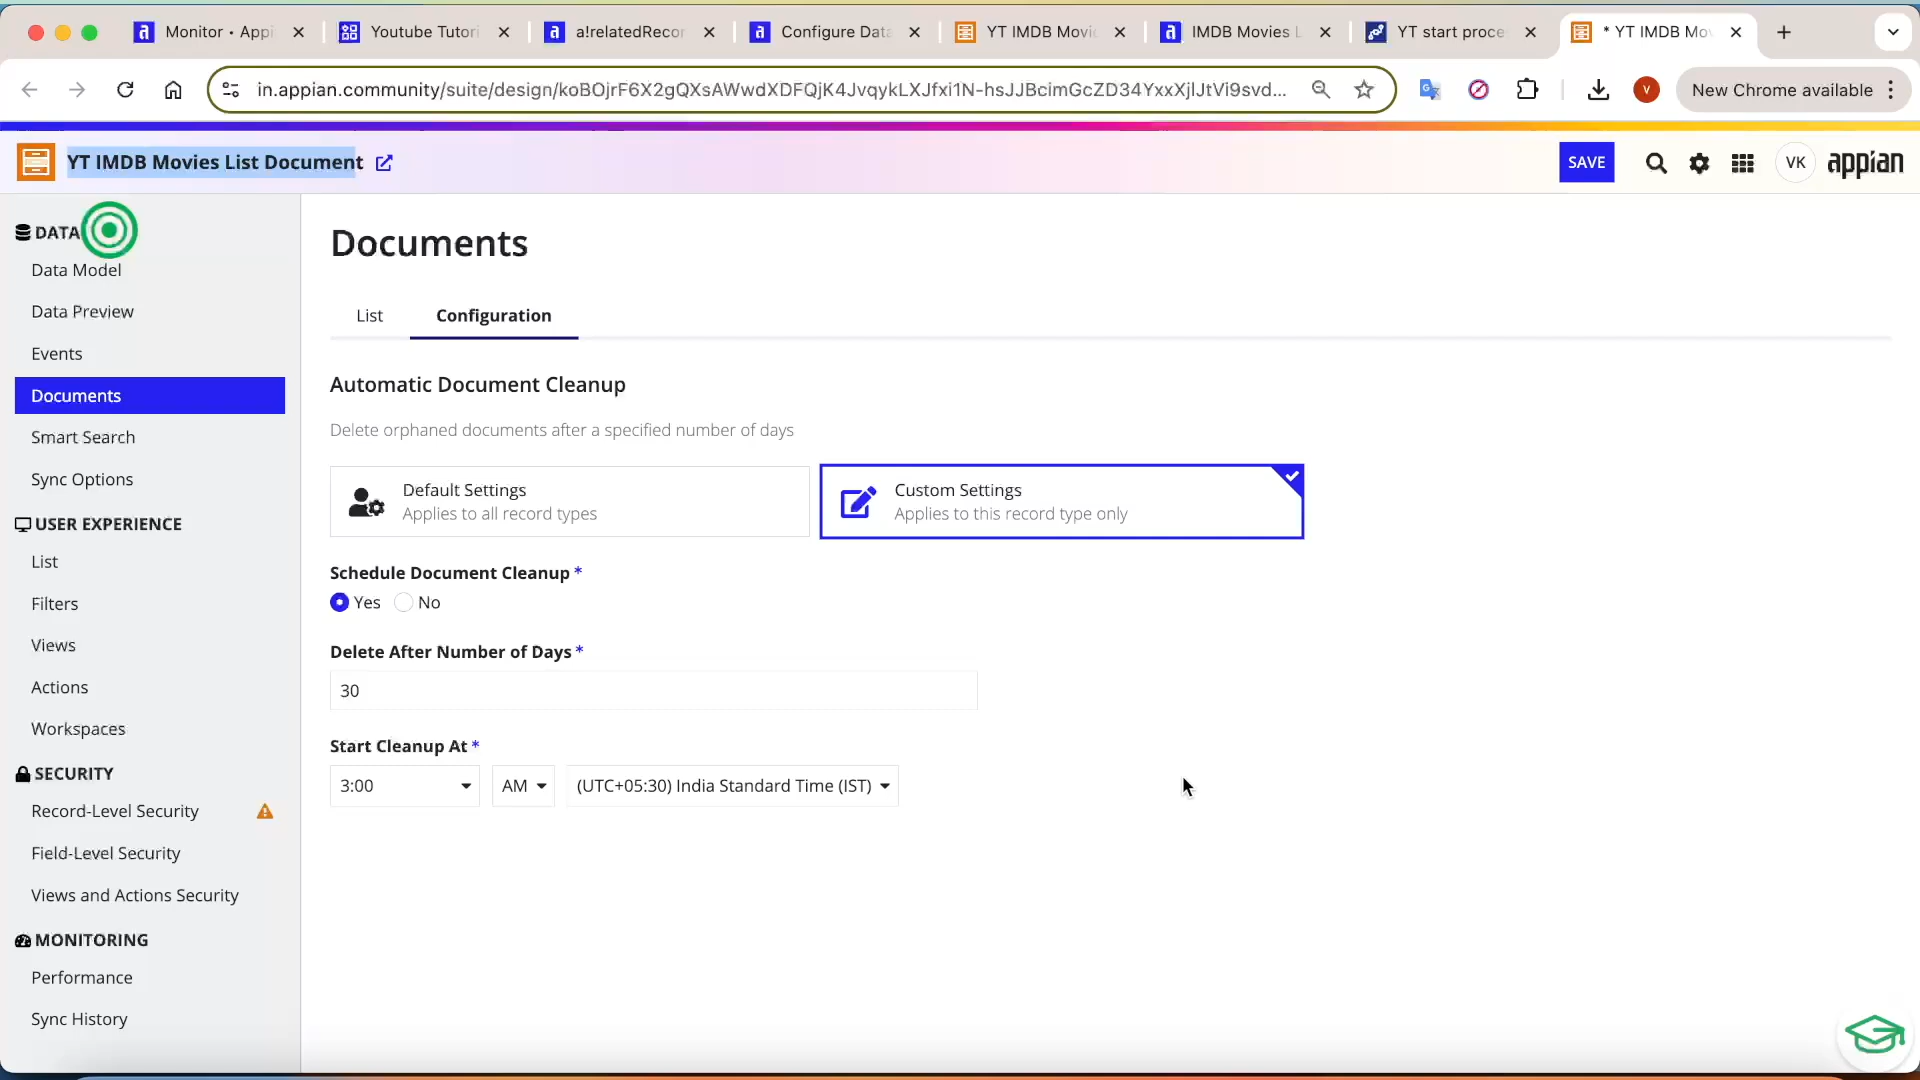 Monitor • Appi
Youtube Tutori
a!relatedRecor
Configure Data
YT IMDB Movi
IMDB Movies L
YT start proce
* YT IMDB Mov
in.appian.community/suite/design/koBOjrF6X2gQXsAWwdXDFQjK4JvqykLXJfxi1N-hsJJBcimGcZD34YxxXjlJtVi9svd...
V
New Chrome available
YT IMDB Movies List Document
SAVE
VK
appian
DATA
Data Model
Data Preview
Events
Documents
Smart Search
Sync Options
USER EXPERIENCE
List
Filters
Views
Actions
Workspaces
SECURITY
Record-Level Security
Field-Level Security
Views and Actions Security
MONITORING
Performance
Sync History
Documents
List
Configuration
Automatic Document Cleanup
Delete orphaned documents after a specified number of days
Default Settings
Applies to all record types
Custom Settings
Applies to this record type only
Schedule Document Cleanup *
Yes
No
Delete After Number of Days *
30
Start Cleanup At *
3:00
AM
(UTC+05:30) India Standard Time (IST)